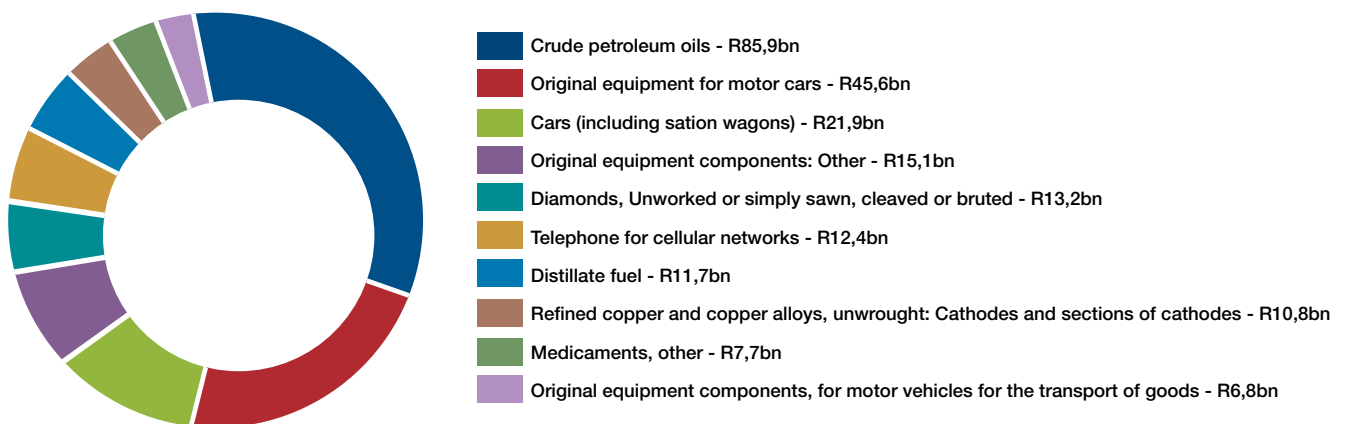 Crude petroleum oils - R85,9bn
Original equipment for motor cars - R45,6bn
Cars (including sation wagons) - R21,9bn
Original equipment components: Other - R15,1bn
Diamonds, Unworked or simply sawn, cleaved or bruted - R13,2bn
Telephone for cellular networks - R12,4bn
Distillate fuel - R11,7bn
Refined copper and copper alloys, unwrought: Cathodes and sections of cathodes - R10,8bn
Medicaments, other - R7,7bn
Original equipment components, for motor vehicles for the transport of goods - R6,8bn